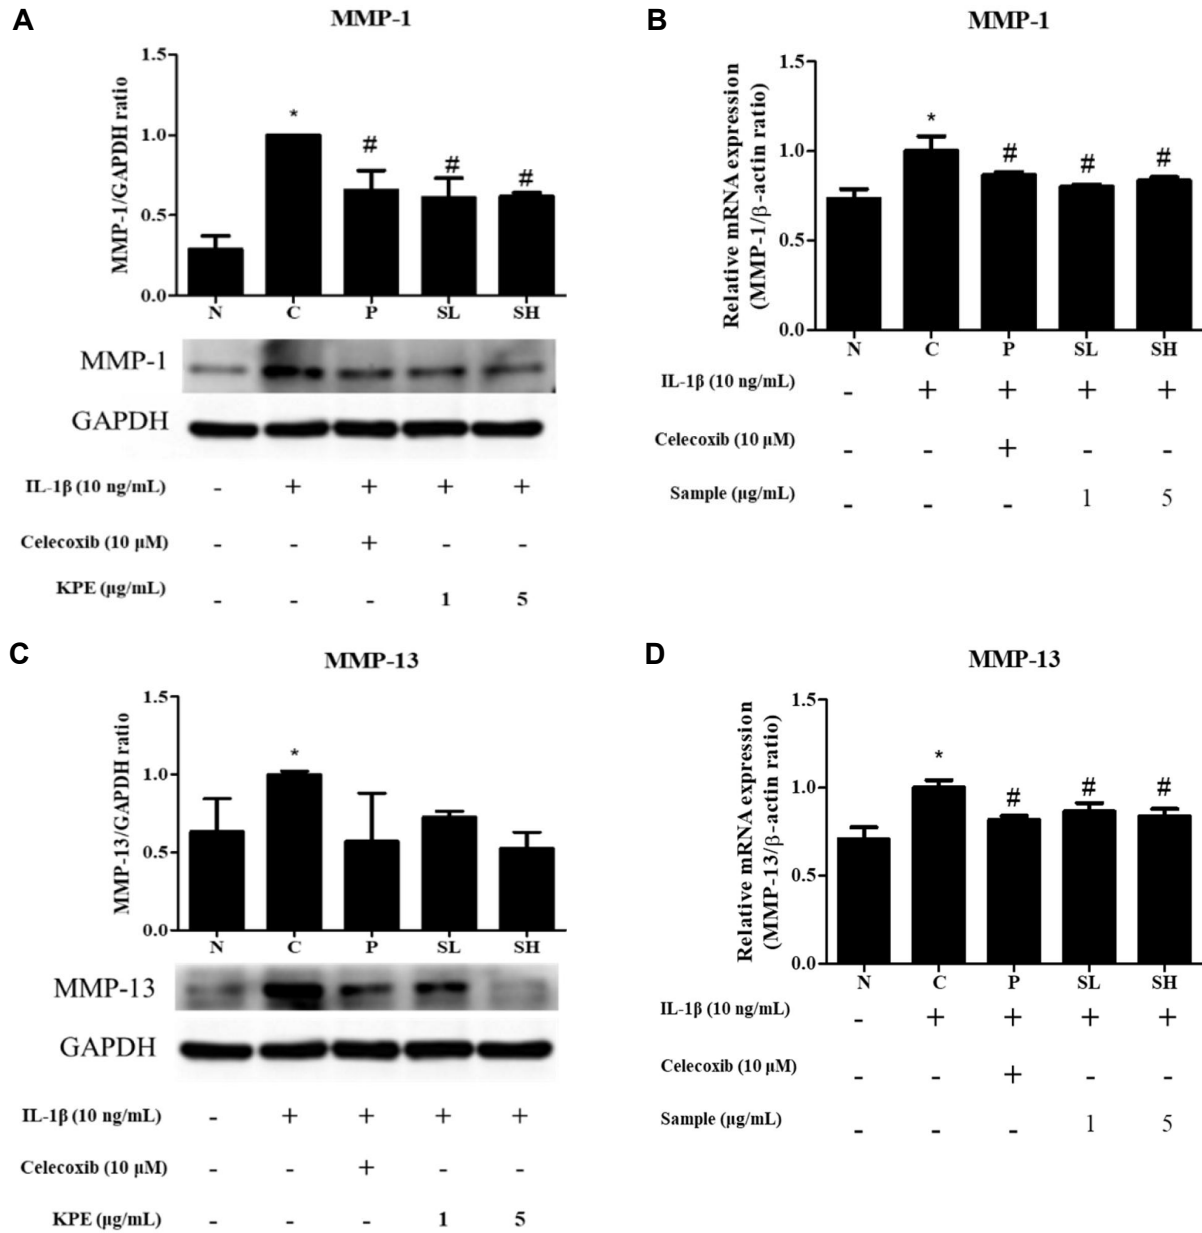 A
MMP-1
MMP-1/GAPDH ratio
1.5
1.0
0.5
0.0
*
#
#
#
N C P SL SH
MMP-1
GAPDH
IL-1β (10 ng/mL) - + + + +
Celecoxib (10 μM) - - + - -
KPE (μg/mL) - - - 1 5
B
MMP-1
Relative mRNA expression
(MMP-1/β-actin ratio)
1.5
1.0
0.5
0.0
*
#
#
#
N C P SL SH
IL-1β (10 ng/mL) - + + + +
Celecoxib (10 μM) - - + - -
Sample (μg/mL) - - - 1 5
C
MMP-13
MMP-13/GAPDH ratio
1.5
1.0
0.5
0.0
*
N C P SL SH
MMP-13
GAPDH
IL-1β (10 ng/mL) - + + + +
Celecoxib (10 μM) - - + - -
KPE (μg/mL) - - - 1 5
D
MMP-13
Relative mRNA expression
(MMP-13/β-actin ratio)
1.5
1.0
0.5
0.0
*
#
#
#
N C P SL SH
IL-1β (10 ng/mL) - + + + +
Celecoxib (10 μM) - - + - -
Sample (μg/mL) - - - 1 5